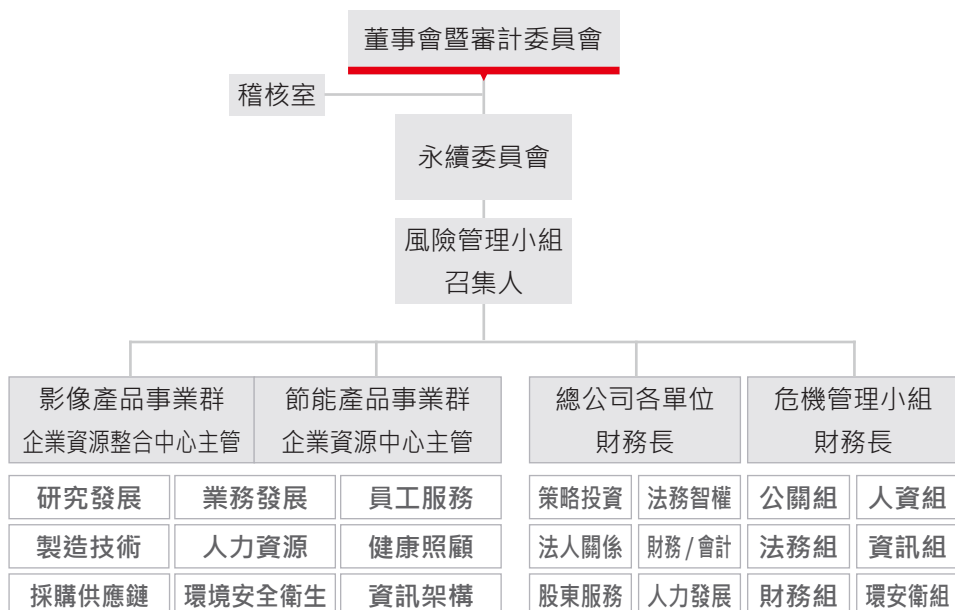 董事會暨審計委員會
稽核室
永續委員會
風險管理小組
召集人
影像產品事業群
企業資源整合中心主管
節能產品事業群
企業資源中心主管
總公司各單位
財務長
危機管理小組
財務長
研究發展
業務發展
員工服務
製造技術
人力資源
健康照顧
採購供應鏈
環境安全衛生
資訊架構
策略投資
法務智權
法人關係
財務 / 會計
股東服務
人力發展
公關組
人資組
法務組
資訊組
財務組
環安衛組